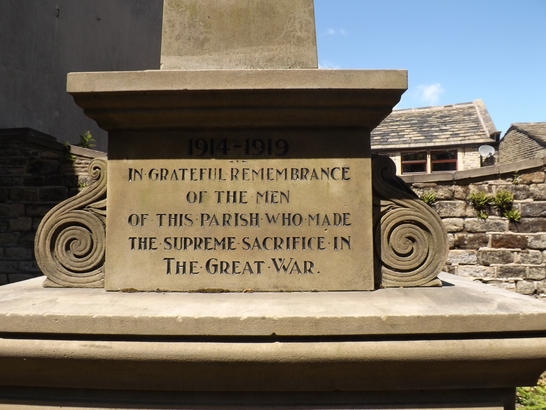 1914-1919
IN·GRATEFUL·REMEMBRANCE
OF·THE·MEN
OF·THIS·PARISH·WHO·MADE
THE·SUPREME·SACRIFICE·IN
THE·GREAT·WAR.